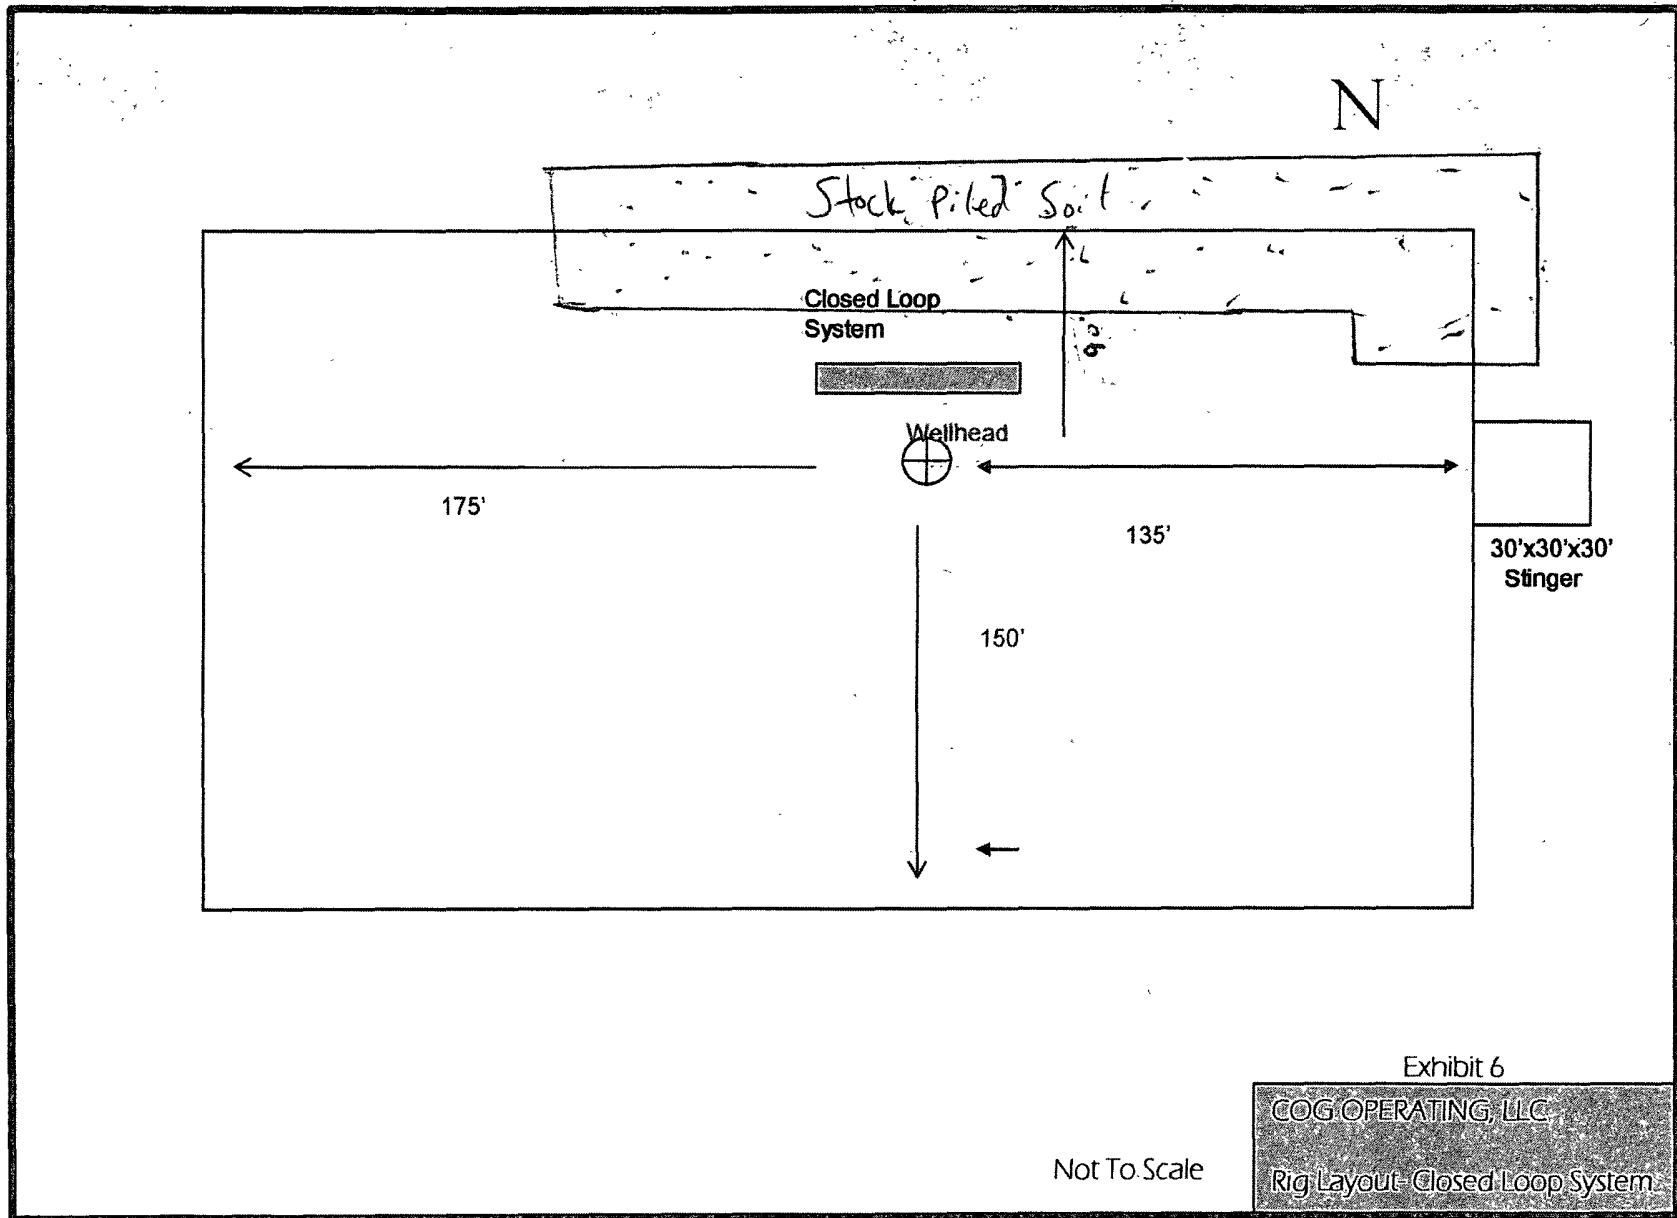 N
Stock Piled Soil
Closed Loop
System
90'
Wellhead
175'
135'
30'x30'x30'
Stinger
150'
Exhibit 6
COG OPERATING, LLC
Not To Scale
Rig Layout- Closed Loop System